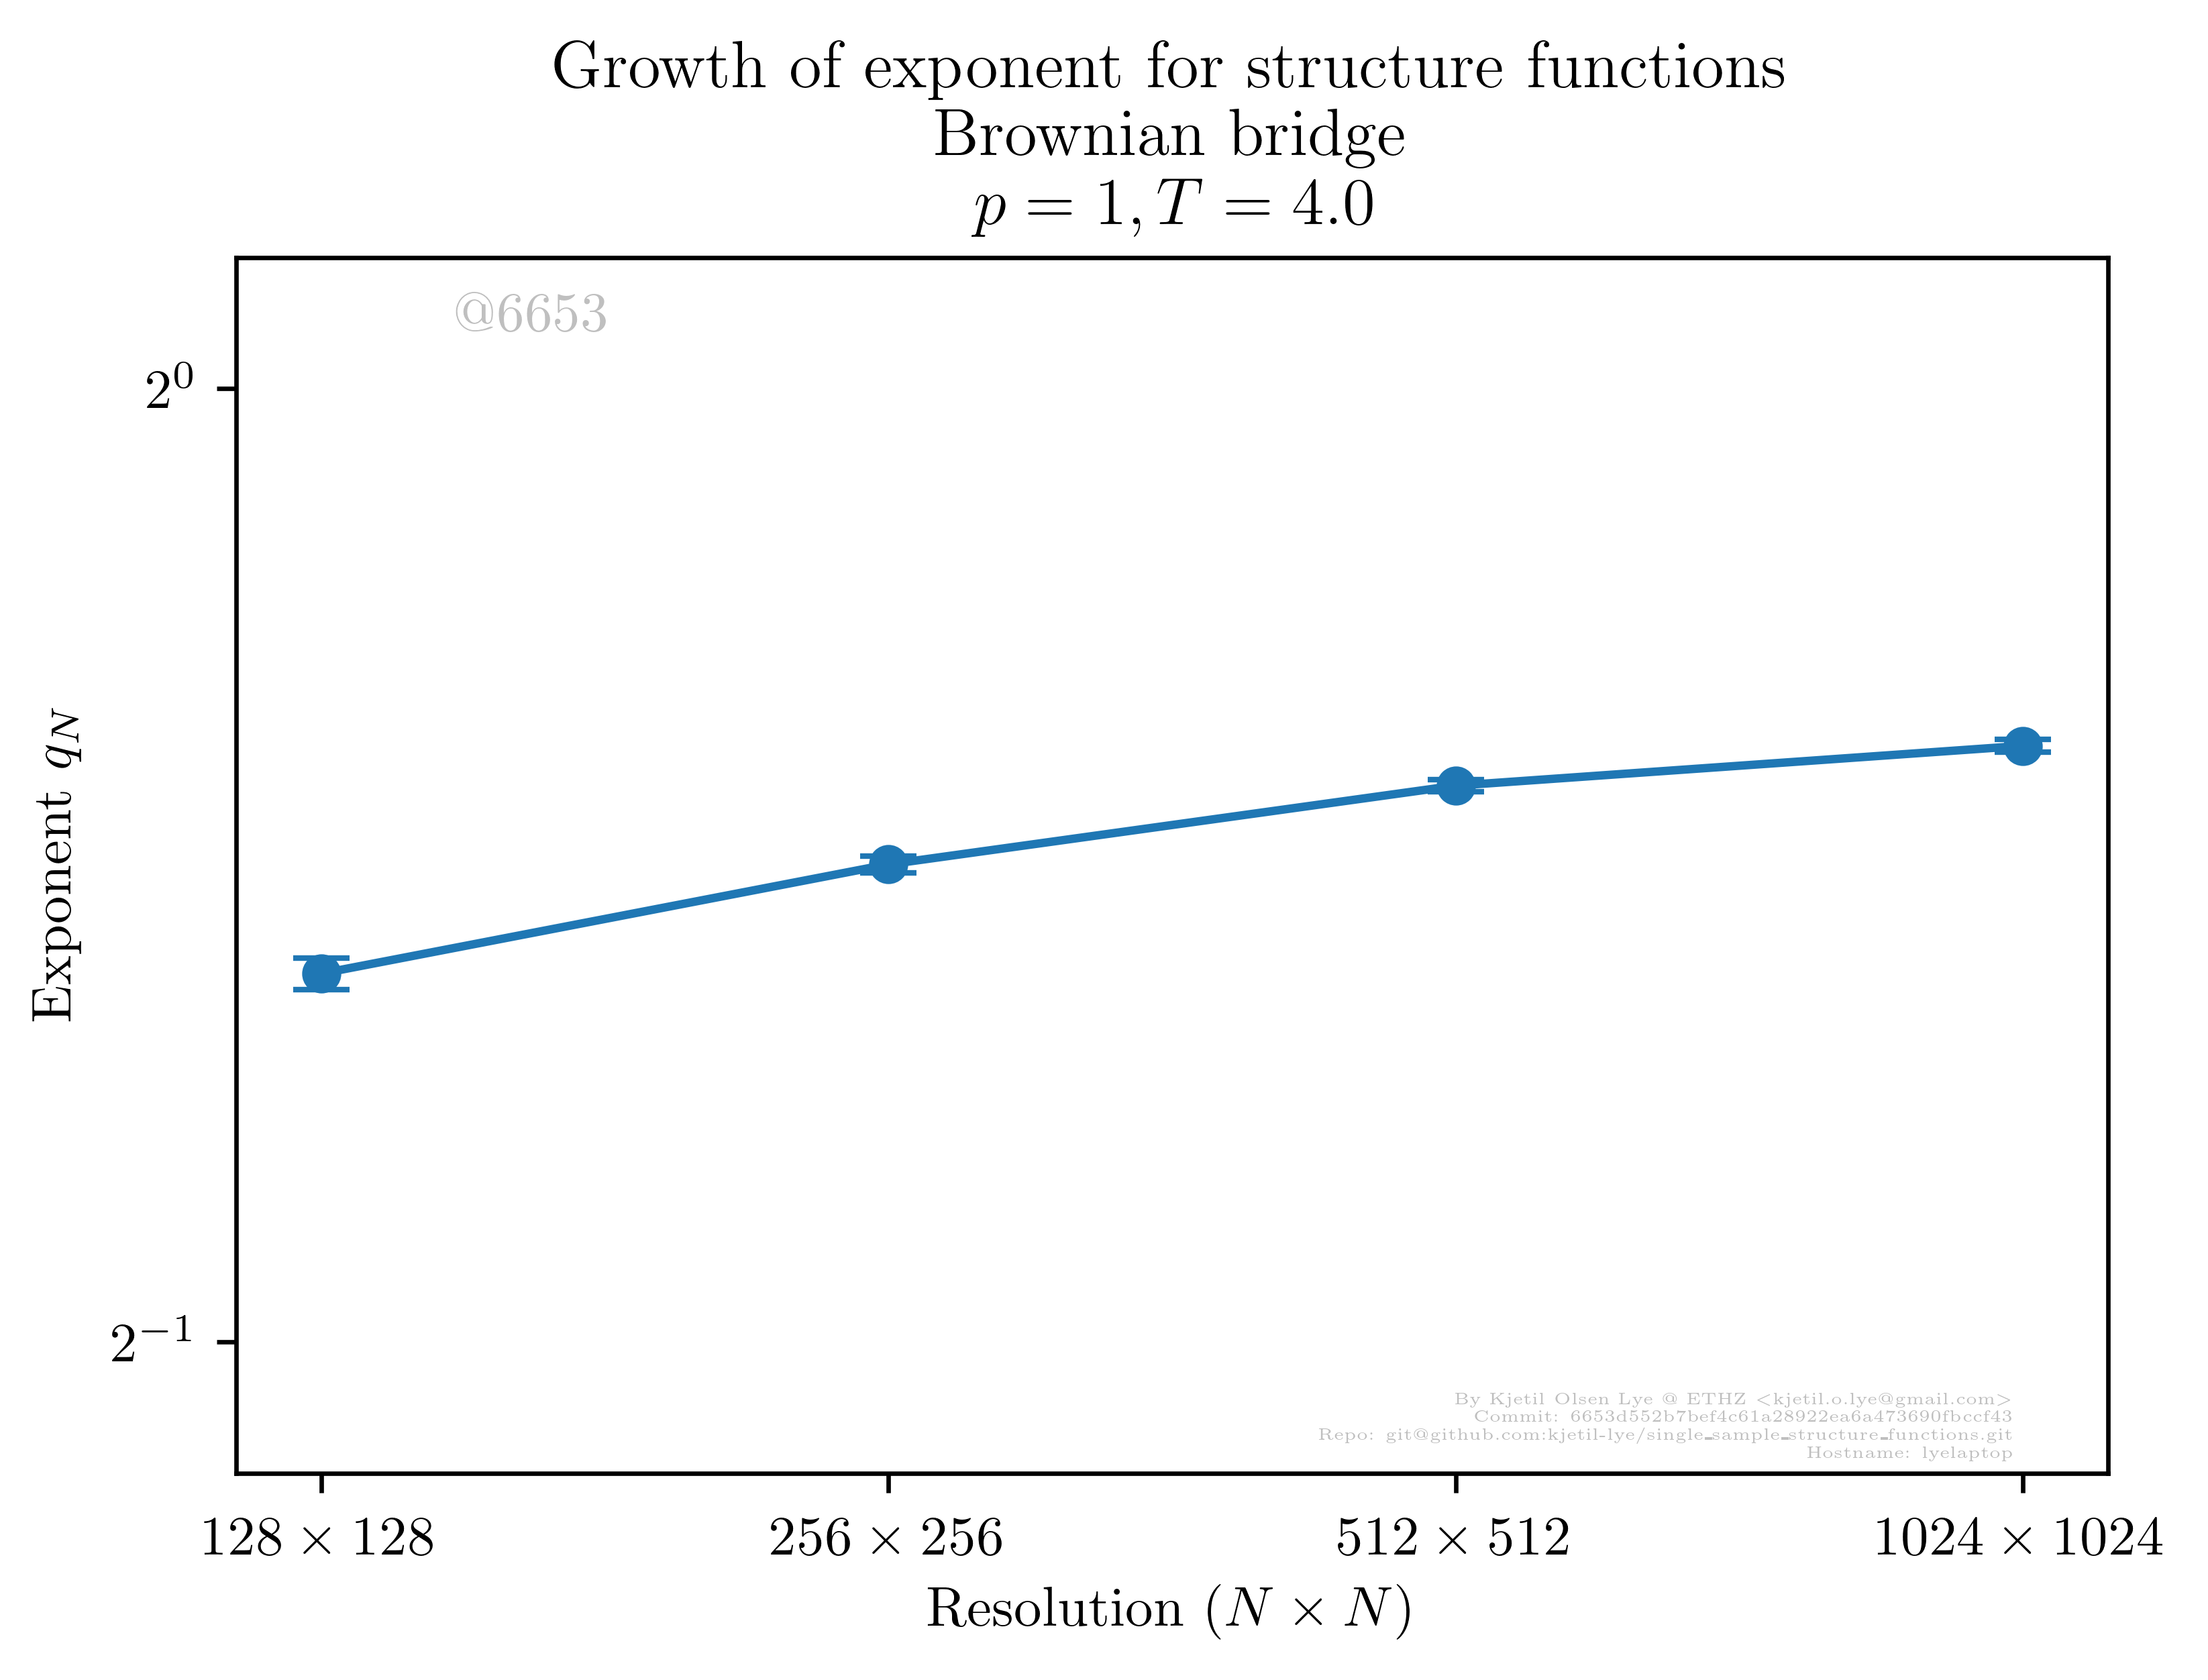 Growth of exponent for structure functions
Brownian bridge
p = 1, T = 4.0
@6653
2⁰
Exponent q_N
2⁻¹
By Kjetil Olsen Lye @ ETHZ <kjetil.o.lye@gmail.com>
Commit: 6653d552b7bef4c61a28922ea6a473690fbccf43
Repo: git@github.com:kjetil-lye/single_sample_structure_functions.git
Hostname: lyelaptop
128 × 128 256 × 256 512 × 512 1024 × 1024
Resolution (N × N)